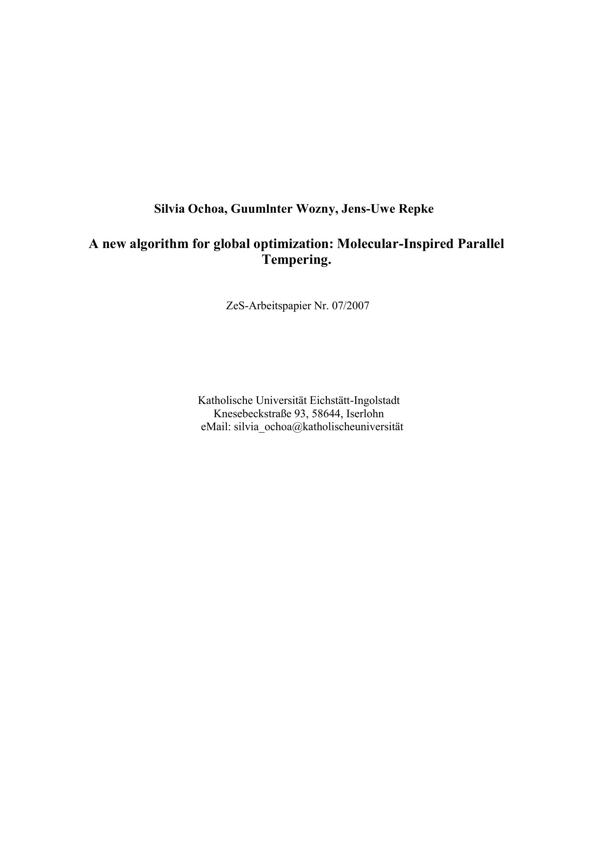 Silvia Ochoa, Guumlnter Wozny, Jens-Uwe Repke
A new algorithm for global optimization: Molecular-Inspired Parallel
Tempering.
ZeS-Arbeitspapier Nr. 07/2007
Katholische Universität Eichstätt-Ingolstadt
Knesebeckstraße 93, 58644, Iserlohn
eMail: silvia_ochoa@katholischeuniversität